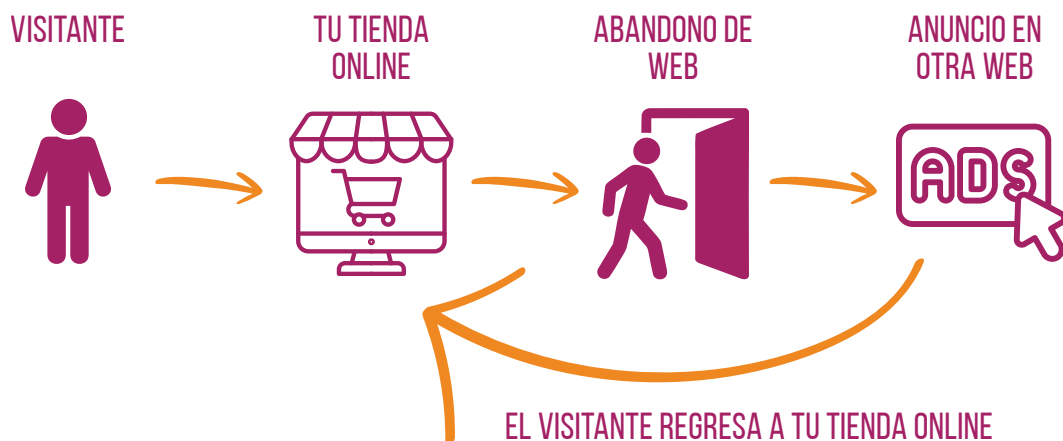 VISITANTE
TU TIENDA
ONLINE
ABANDONO DE
WEB
ANUNCIO EN
OTRA WEB
ADS
EL VISITANTE REGRESA A TU TIENDA ONLINE